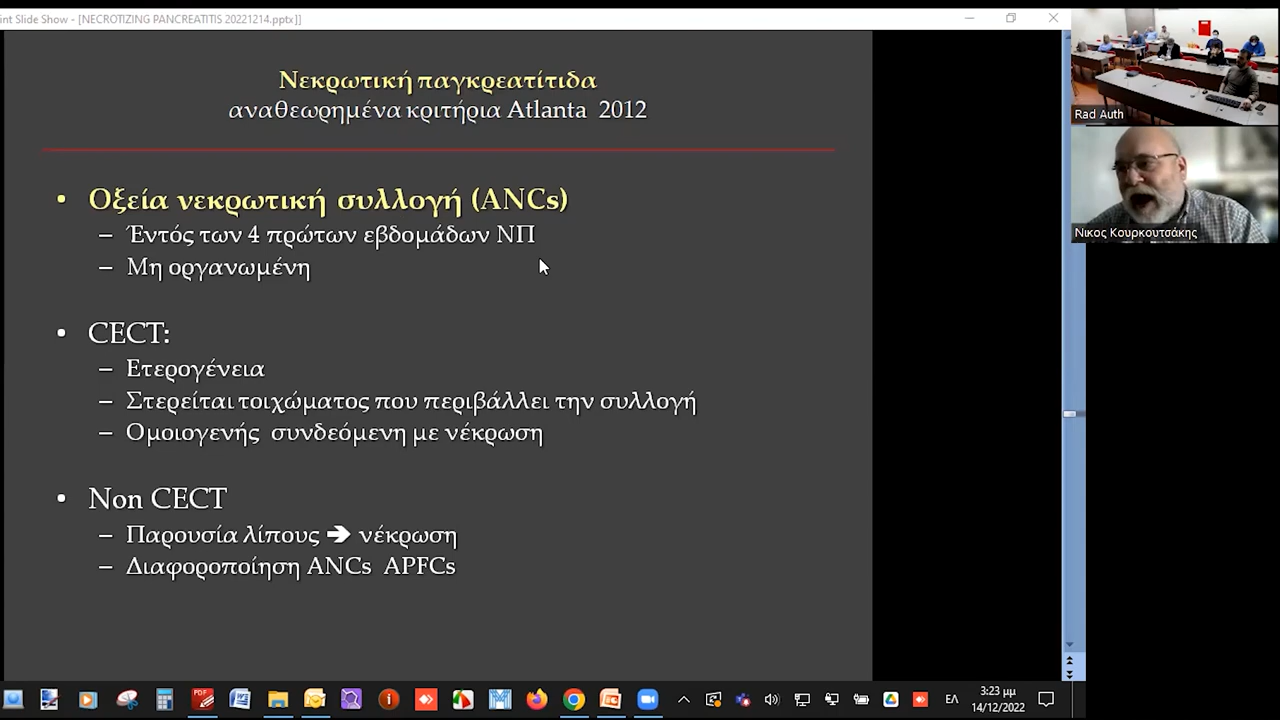 int Slide Show - [NECROTIZING PANCREATITIS 20221214.pptx]]
Νεκρωτική παγκρεατίτιδα
αναθεωρημένα κριτήρια Atlanta 2012
• Οξεία νεκρωτική συλλογή (ANCs)
– Έντός των 4 πρώτων εβδομάδων ΝΠ
– Μη οργανωμένη
• CECT:
– Ετερογένεια
– Στερείται τοιχώματος που περιβάλλει την συλλογή
– Ομοιογενής συνδεόμενη με νέκρωση
• Non CECT
– Παρουσία λίπους ➔ νέκρωση
– Διαφοροποίηση ANCs APFCs
Rad Auth
Νικος Κουρκουτσάκης
ΕΛ
3:23 μμ
14/12/2022